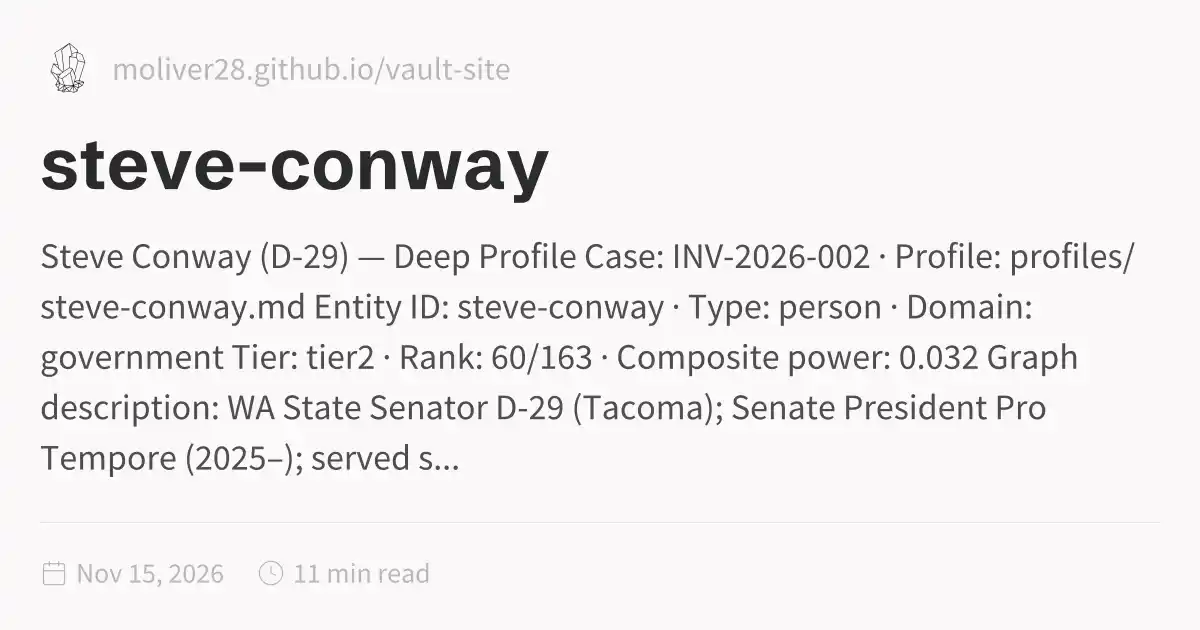 moliver28.github.io/vault-site
steve-conway
Steve Conway (D-29) — Deep Profile Case: INV-2026-002 · Profile: profiles/
steve-conway.md Entity ID: steve-conway · Type: person · Domain:
government Tier: tier2 · Rank: 60/163 · Composite power: 0.032 Graph
description: WA State Senator D-29 (Tacoma); Senate President Pro
Tempore (2025–); served s...
Nov 15, 2026 11 min read